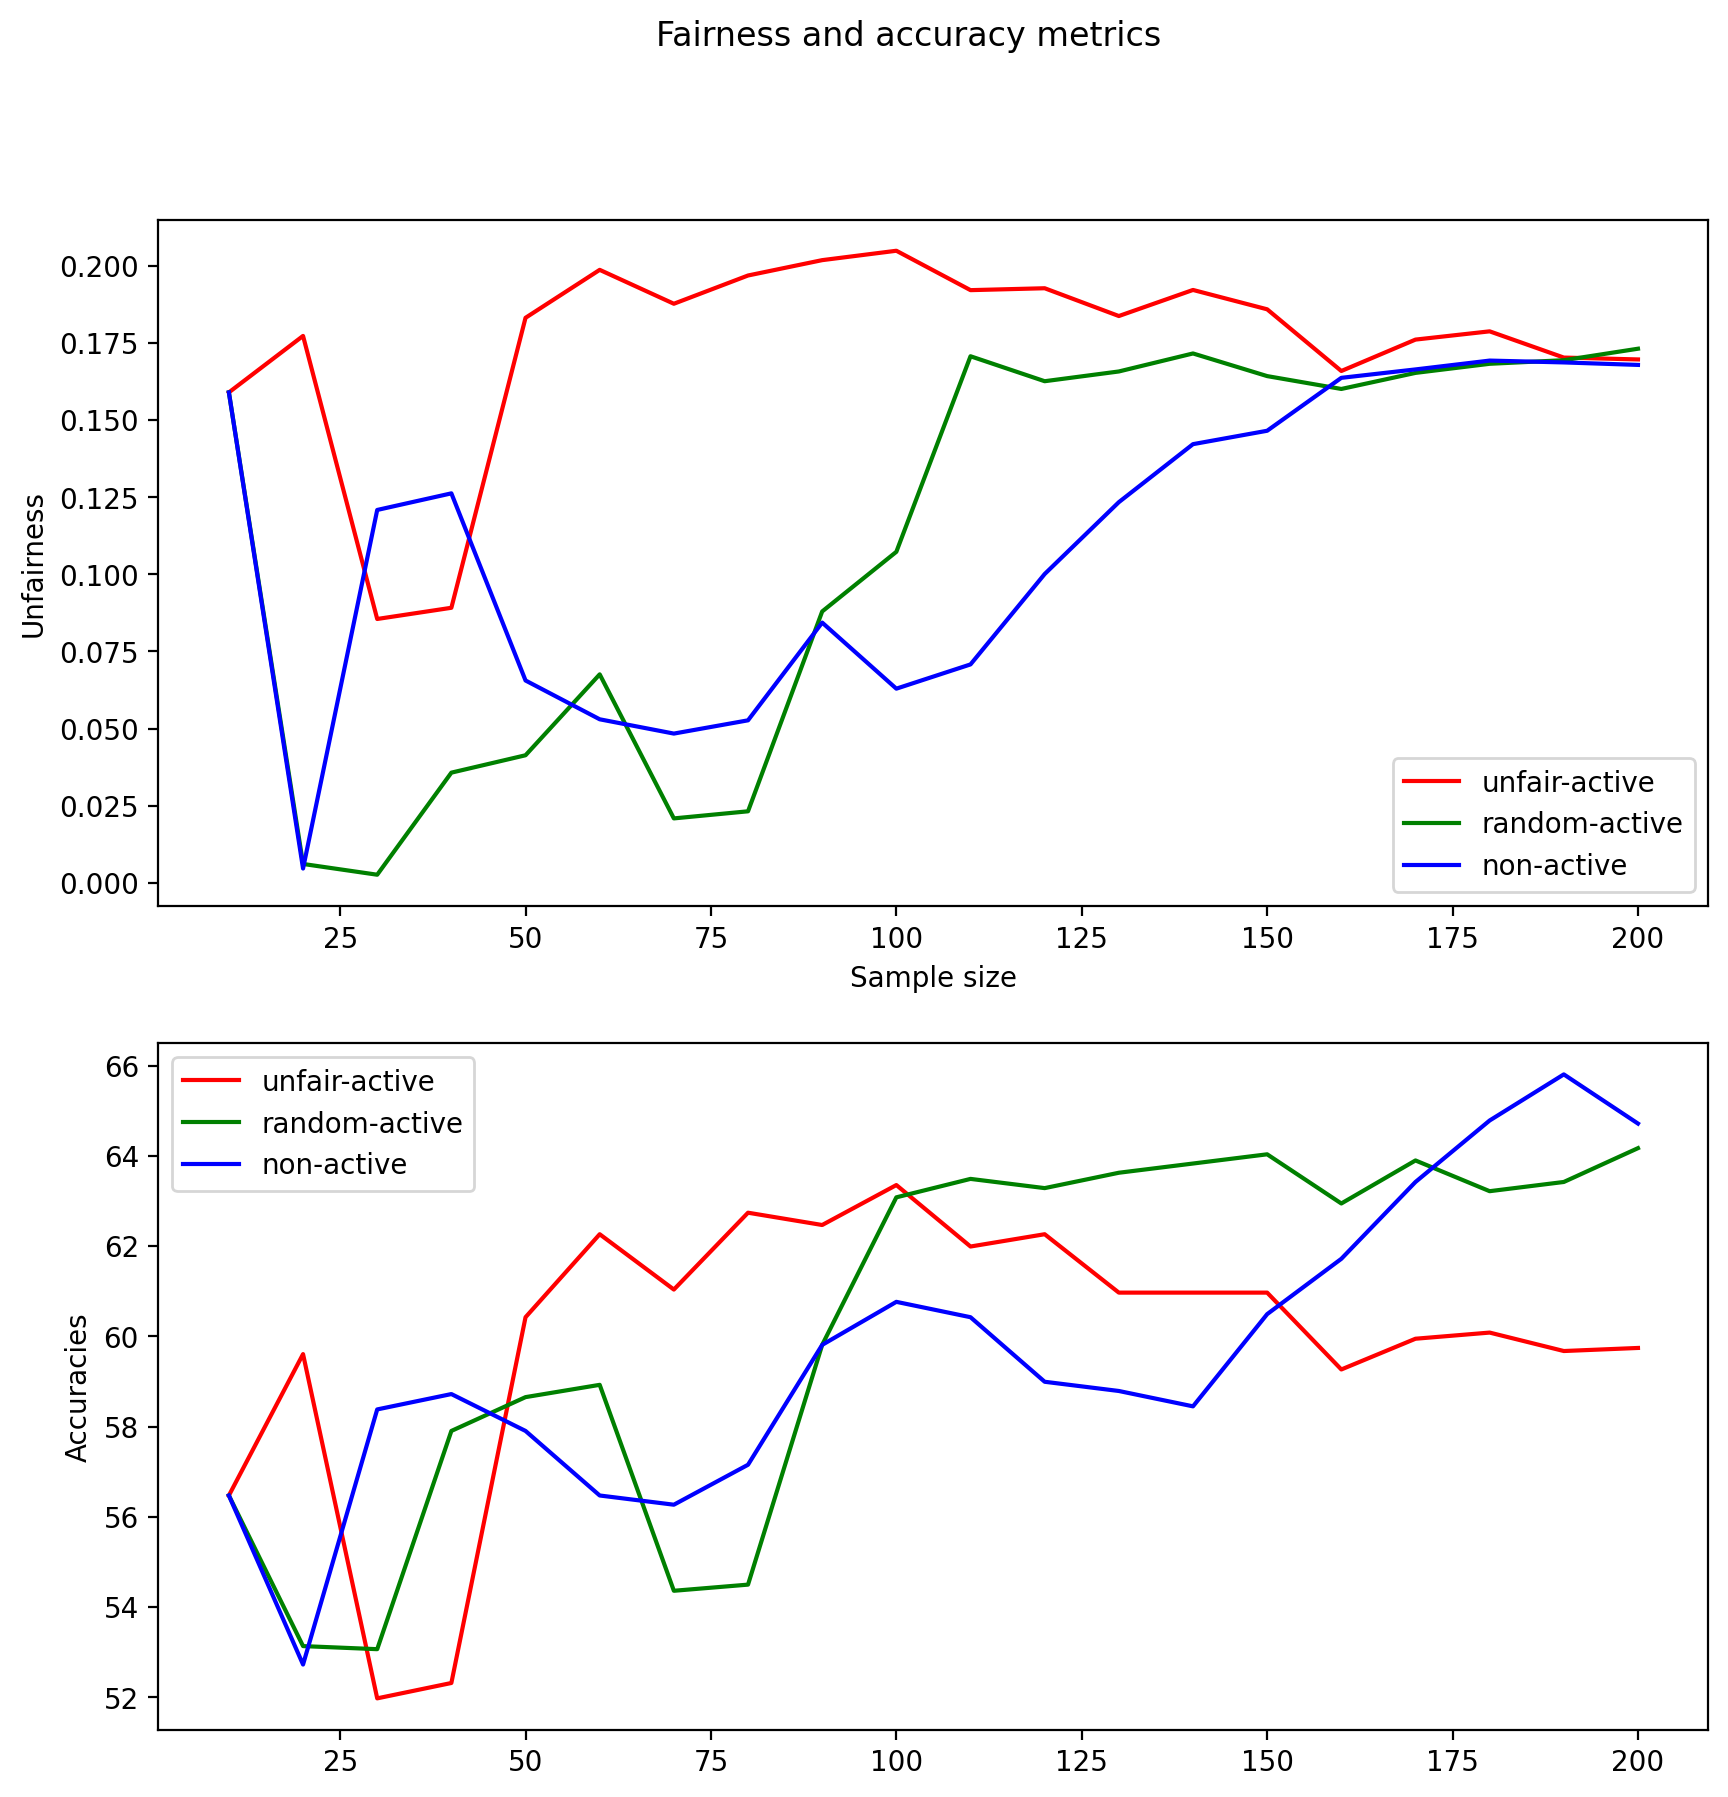 Fairness and accuracy metrics
0.200
0.175
0.150
0.125
0.100
0.075
0.050
0.025
0.000
Unfairness
unfair-active
random-active
non-active
25 50 75 100 125 150 175 200
Sample size
66
64
62
60
58
56
54
52
Accuracies
unfair-active
random-active
non-active
25 50 75 100 125 150 175 200